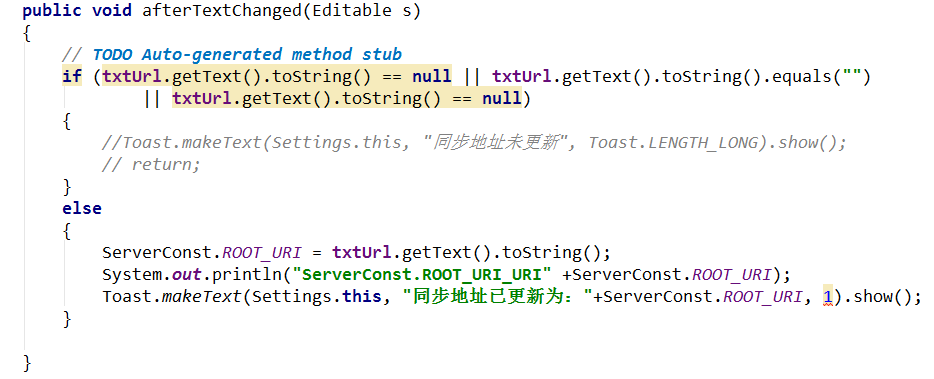 public void afterTextChanged(Editable s)
{
// TODO Auto-generated method stub
if (txtUrl.getText().toString() == null || txtUrl.getText().toString().equals("")
|| txtUrl.getText().toString() == null)
{
//Toast.makeText(Settings.this, "同步地址未更新", Toast.LENGTH_LONG).show();
// return;
}
else
{
ServerConst.ROOT_URI = txtUrl.getText().toString();
System.out.println("ServerConst.ROOT_URI_URI" +ServerConst.ROOT_URI);
Toast.makeText(Settings.this, "同步地址已更新为："+ServerConst.ROOT_URI, 1).show();
}
}